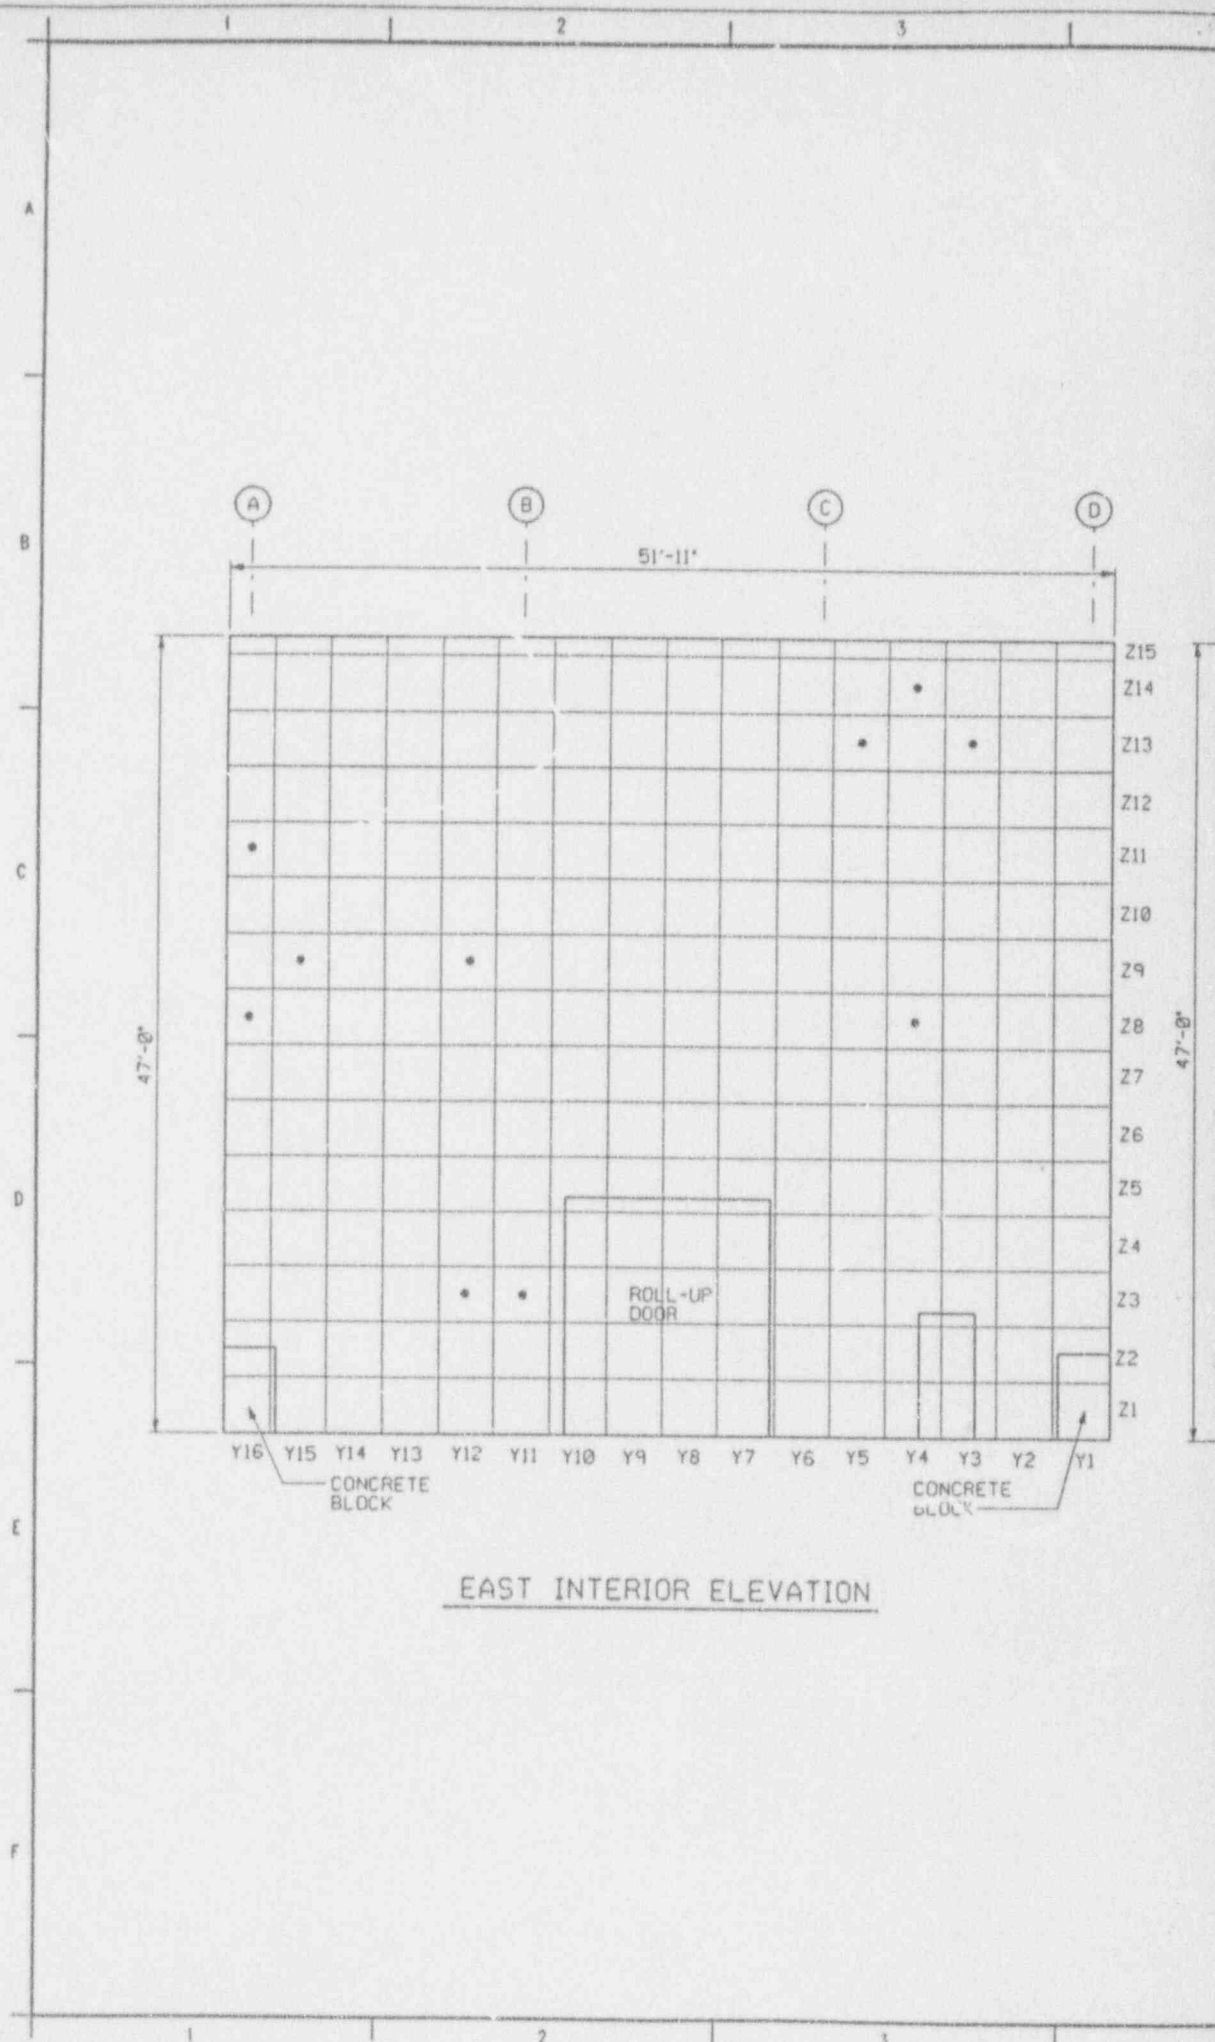 1 2 3
A
A B C D
B
51'-11"
Z15
Z14
Z13
Z12
Z11
C
Z10
Z9
Z8
47'-0" 47'-0"
Z7
Z6
D
Z5
Z4
ROLL-UP
DOOR
Z3
Z2
Z1
Y16 Y15 Y14 Y13 Y12 Y11 Y10 Y9 Y8 Y7 Y6 Y5 Y4 Y3 Y2 Y1
CONCRETE
BLOCK
CONCRETE
BLOCK
E
EAST INTERIOR ELEVATION
F
1 2 3